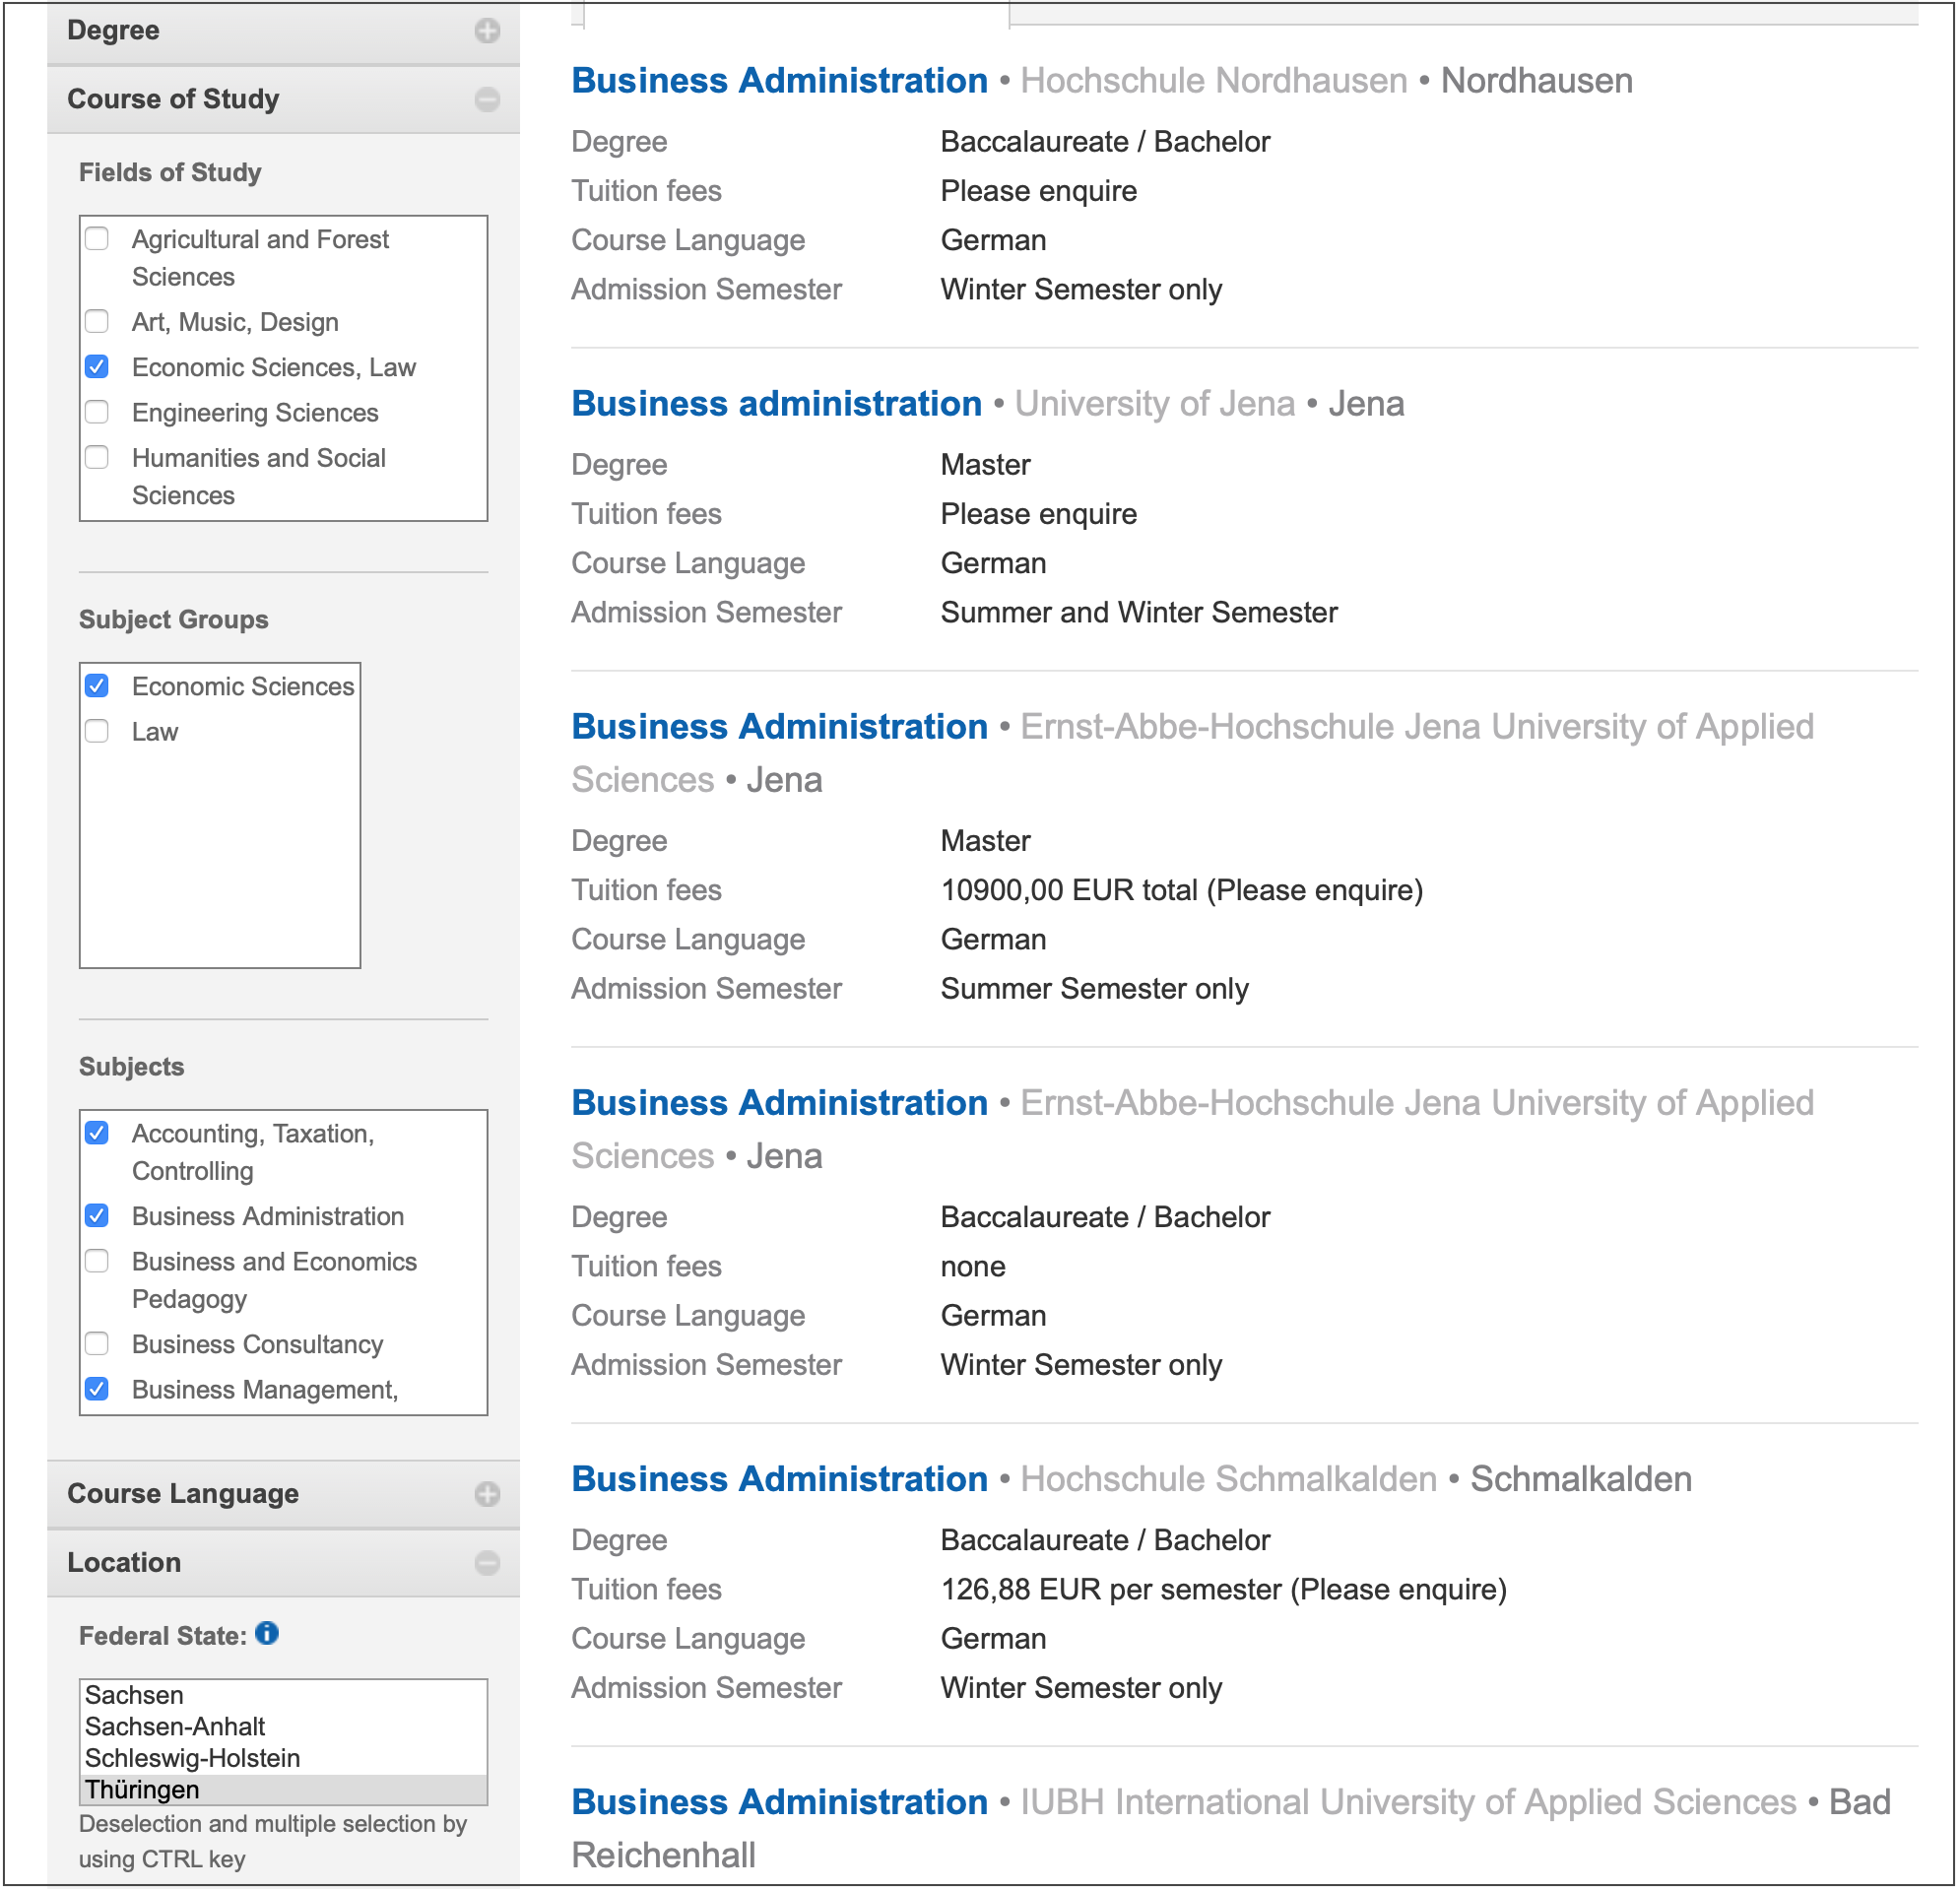 Degree
Course of Study
Fields of Study
Agricultural and Forest
Sciences
Art, Music, Design
Economic Sciences, Law
Engineering Sciences
Humanities and Social
Sciences
Subject Groups
Economic Sciences
Law
Subjects
Accounting, Taxation,
Controlling
Business Administration
Business and Economics
Pedagogy
Business Consultancy
Business Management,
Course Language
Location
Federal State:
Sachsen
Sachsen-Anhalt
Schleswig-Holstein
Thüringen
Deselection and multiple selection by
using CTRL key
Business Administration • Hochschule Nordhausen • Nordhausen
Degree Baccalaureate / Bachelor
Tuition fees Please enquire
Course Language German
Admission Semester Winter Semester only
Business administration • University of Jena • Jena
Degree Master
Tuition fees Please enquire
Course Language German
Admission Semester Summer and Winter Semester
Business Administration • Ernst-Abbe-Hochschule Jena University of Applied
Sciences • Jena
Degree Master
Tuition fees 10900,00 EUR total (Please enquire)
Course Language German
Admission Semester Summer Semester only
Business Administration • Ernst-Abbe-Hochschule Jena University of Applied
Sciences • Jena
Degree Baccalaureate / Bachelor
Tuition fees none
Course Language German
Admission Semester Winter Semester only
Business Administration • Hochschule Schmalkalden • Schmalkalden
Degree Baccalaureate / Bachelor
Tuition fees 126,88 EUR per semester (Please enquire)
Course Language German
Admission Semester Winter Semester only
Business Administration • IUBH International University of Applied Sciences • Bad
Reichenhall